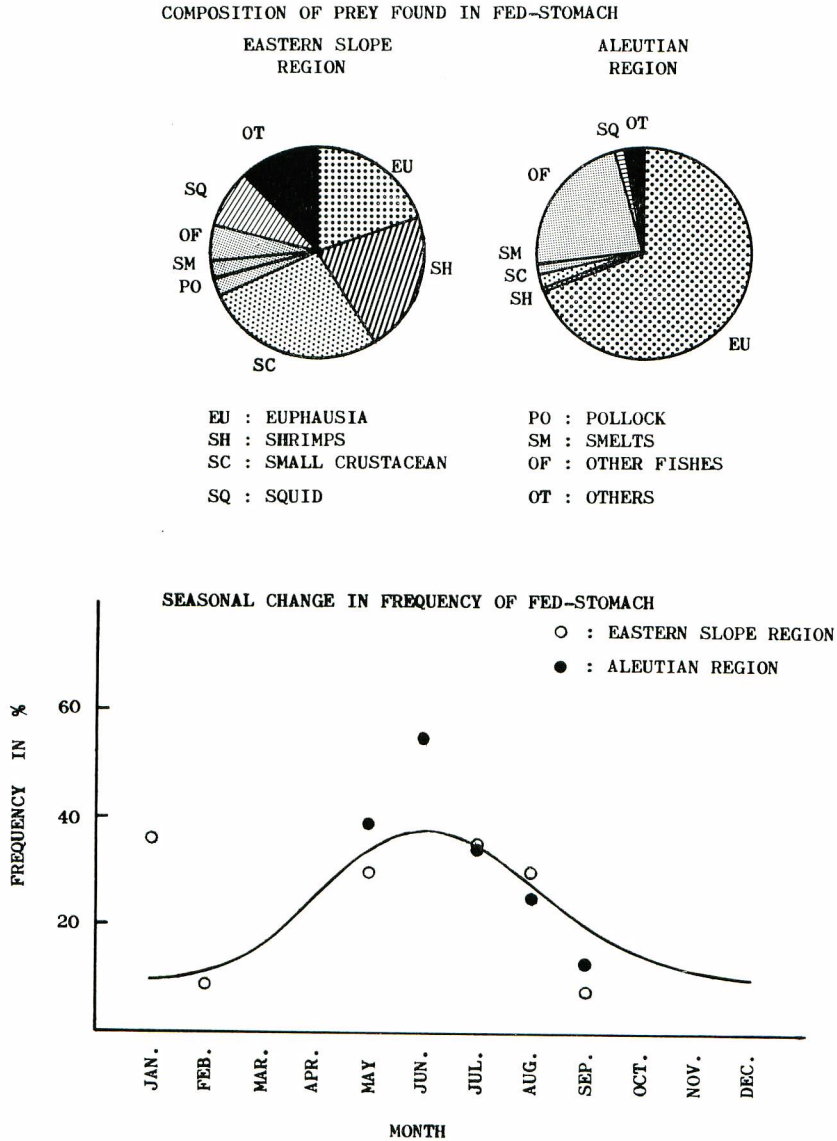 COMPOSITION OF PREY FOUND IN FED-STOMACH
EASTERN SLOPE
REGION
ALEUTIAN
REGION
OT
EU
SQ
OF
SM
PO
SH
SC
SQ OT
OF
SM
SC
SH
EU
EU : EUPHAUSIA
SH : SHRIMPS
SC : SMALL CRUSTACEAN
SQ : SQUID
PO : POLLOCK
SM : SMELTS
OF : OTHER FISHES
OT : OTHERS
SEASONAL CHANGE IN FREQUENCY OF FED-STOMACH
: EASTERN SLOPE REGION
: ALEUTIAN REGION
FREQUENCY IN %
60
40
20
JAN.
FEB.
MAR.
APR.
MAY
JUN.
JUL.
AUG.
SEP.
OCT.
NOV.
DEC.
MONTH